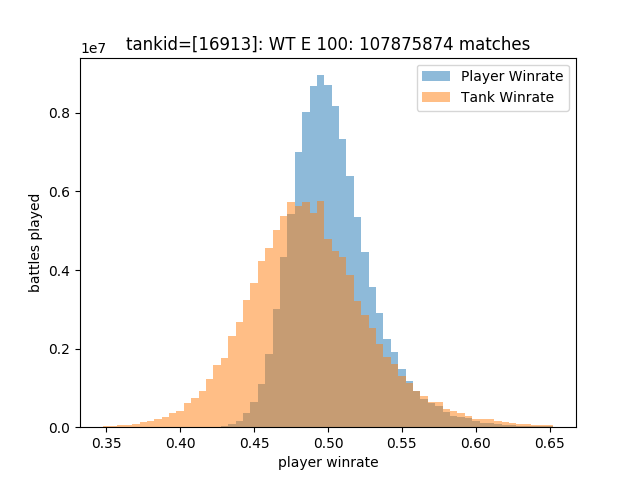 tankid=[16913]: WT E 100: 107875874 matches
1e7
Player Winrate
Tank Winrate
0.8
0.6
0.4
0.2
0.0
battles played
0.35 0.40 0.45 0.50 0.55 0.60 0.65
player winrate